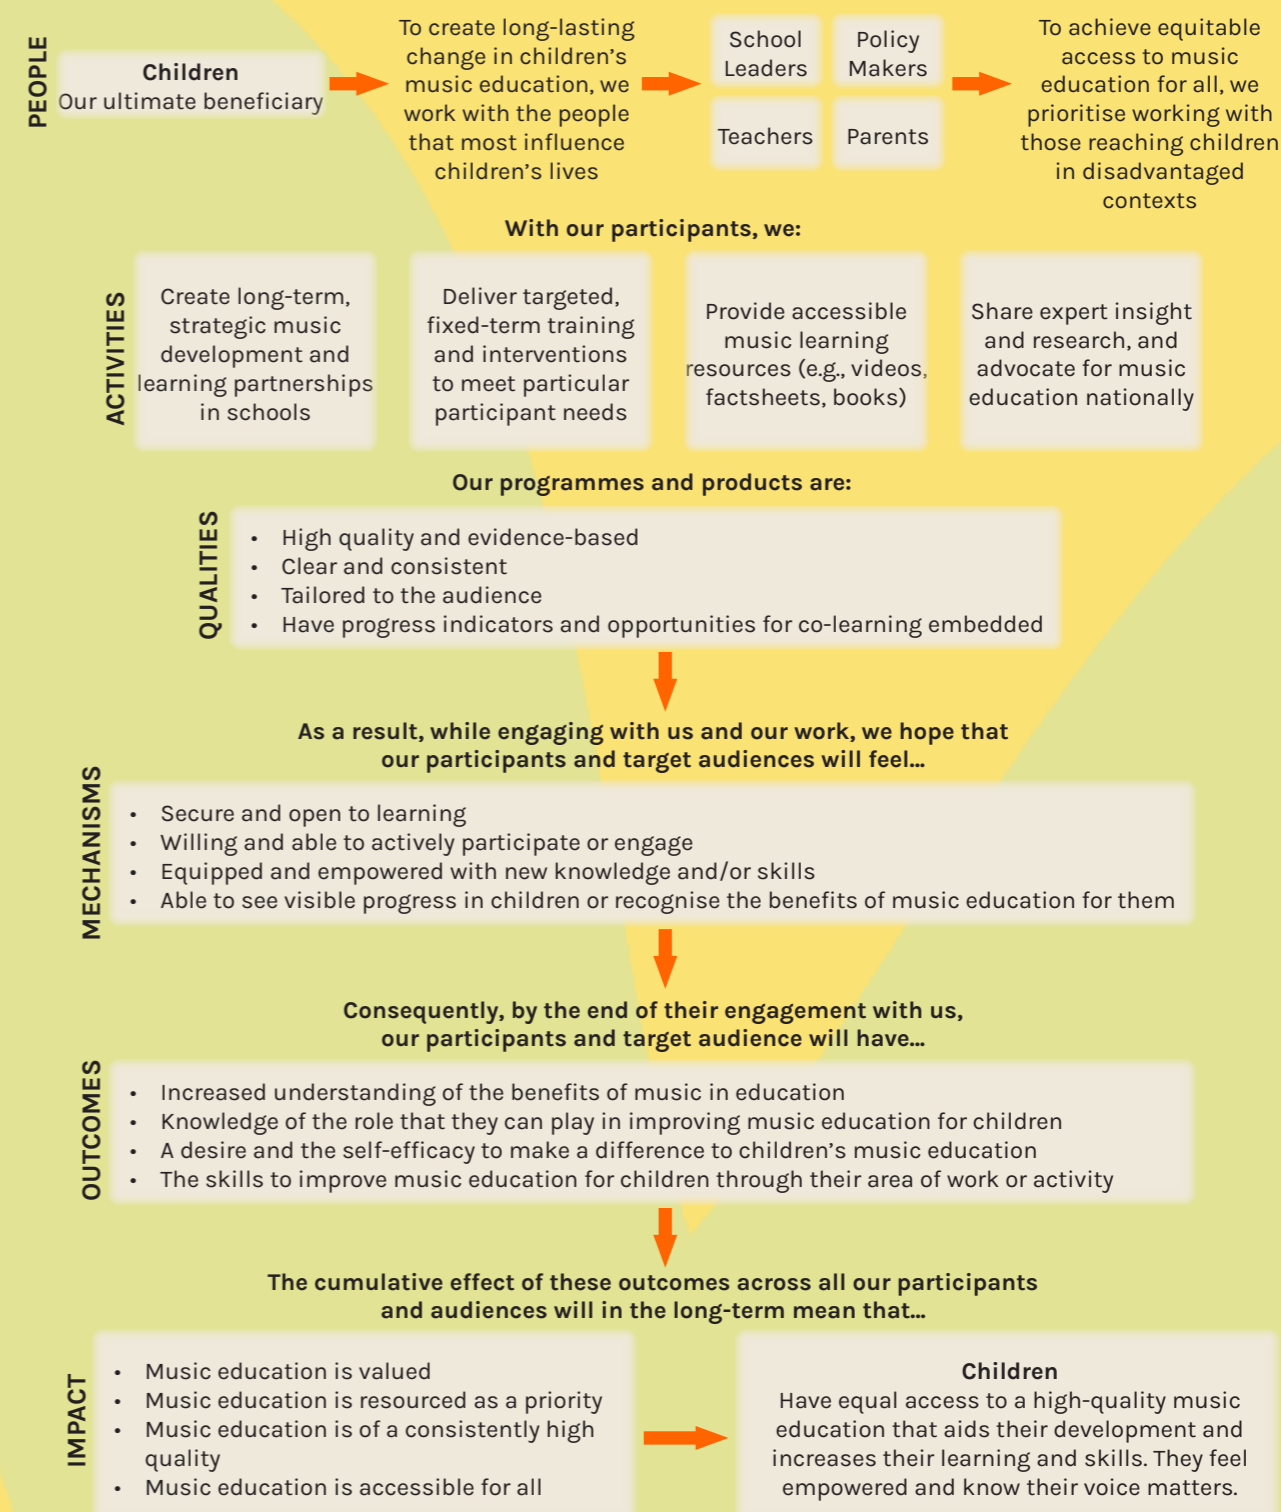 PEOPLE
Children
Our ultimate beneficiary
To create long-lasting
change in children’s
music education, we
work with the people
that most influence
children’s lives
School
Leaders
Policy
Makers
Teachers
Parents
To achieve equitable
access to music
education for all, we
prioritise working with
those reaching children
in disadvantaged
contexts
With our participants, we:
ACTIVITIES
Create long-term,
strategic music
development and
learning partnerships
in schools
Deliver targeted,
fixed-term training
and interventions
to meet particular
participant needs
Provide accessible
music learning
resources (e.g., videos,
factsheets, books)
Share expert insight
and research, and
advocate for music
education nationally
Our programmes and products are:
QUALITIES
• High quality and evidence-based
• Clear and consistent
• Tailored to the audience
• Have progress indicators and opportunities for co-learning embedded
As a result, while engaging with us and our work, we hope that
our participants and target audiences will feel…
MECHANISMS
• Secure and open to learning
• Willing and able to actively participate or engage
• Equipped and empowered with new knowledge and/or skills
• Able to see visible progress in children or recognise the benefits of music education for them
Consequently, by the end of their engagement with us,
our participants and target audience will have…
OUTCOMES
• Increased understanding of the benefits of music in education
• Knowledge of the role that they can play in improving music education for children
• A desire and the self-efficacy to make a difference to children’s music education
• The skills to improve music education for children through their area of work or activity
The cumulative effect of these outcomes across all our participants
and audiences will in the long-term mean that…
IMPACT
• Music education is valued
• Music education is resourced as a priority
• Music education is of a consistently high
quality
• Music education is accessible for all
Children
Have equal access to a high-quality music
education that aids their development and
increases their learning and skills. They feel
empowered and know their voice matters.